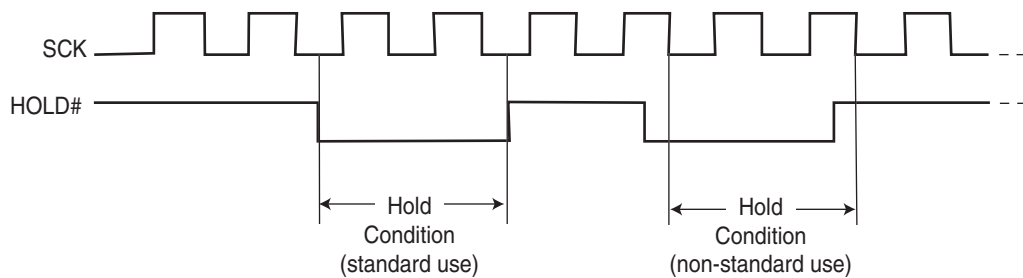 SCK
HOLD#
Hold
Condition
(standard use)
Hold
Condition
(non-standard use)